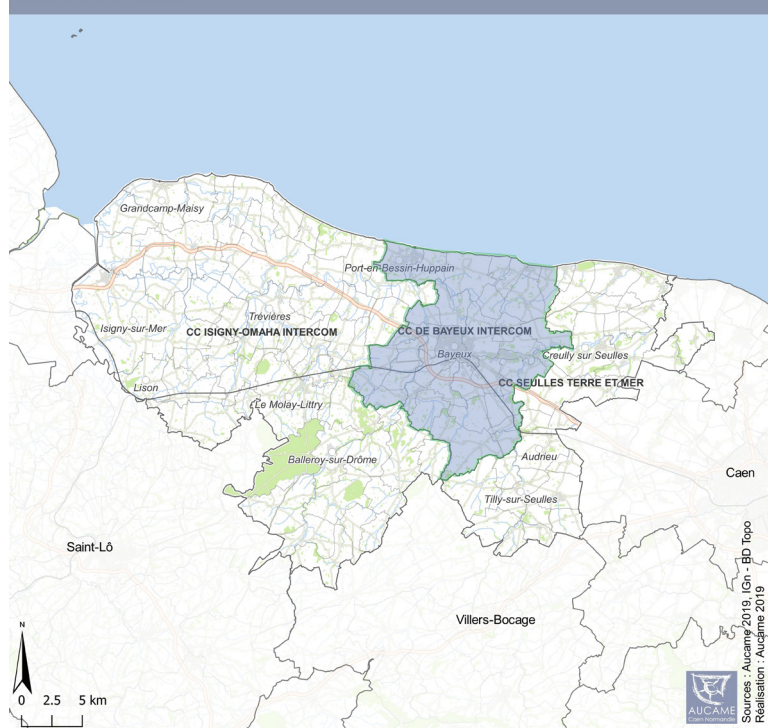 Grandcamp-Maisy
Port-en-Bessin-Huppain
Trévières
Isigny-sur-Mer
CC ISIGNY-OMAHA INTERCOM
CC DE BAYEUX INTERCOM
Bayeux
Creully sur Seulles
CC SEULLES TERRE ET MER
Lison
Le Molay-Littry
Balleroy-sur-Drôme
Audrieu
Caen
Tilly-sur-Seulles
Saint-Lô
Villers-Bocage
N
0 2.5 5 km
Sources : Aucame 2019, IGn - BD Topo
Réalisation : Aucame 2019
AUCAME
Caen Normandie